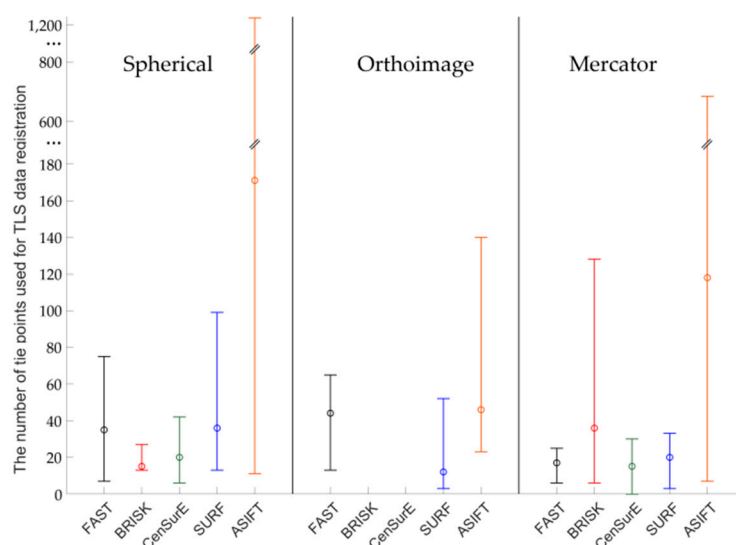 The number of tie points used for TLS data registration
1,200
...
800
600
...
180
160
140
120
100
80
60
40
20
0
Spherical
Orthoimage
Mercator
FAST
BRISK
CenSurE
SURF
ASIFT
FAST
BRISK
CenSurE
SURF
ASIFT
FAST
BRISK
CenSurE
SURF
ASIFT